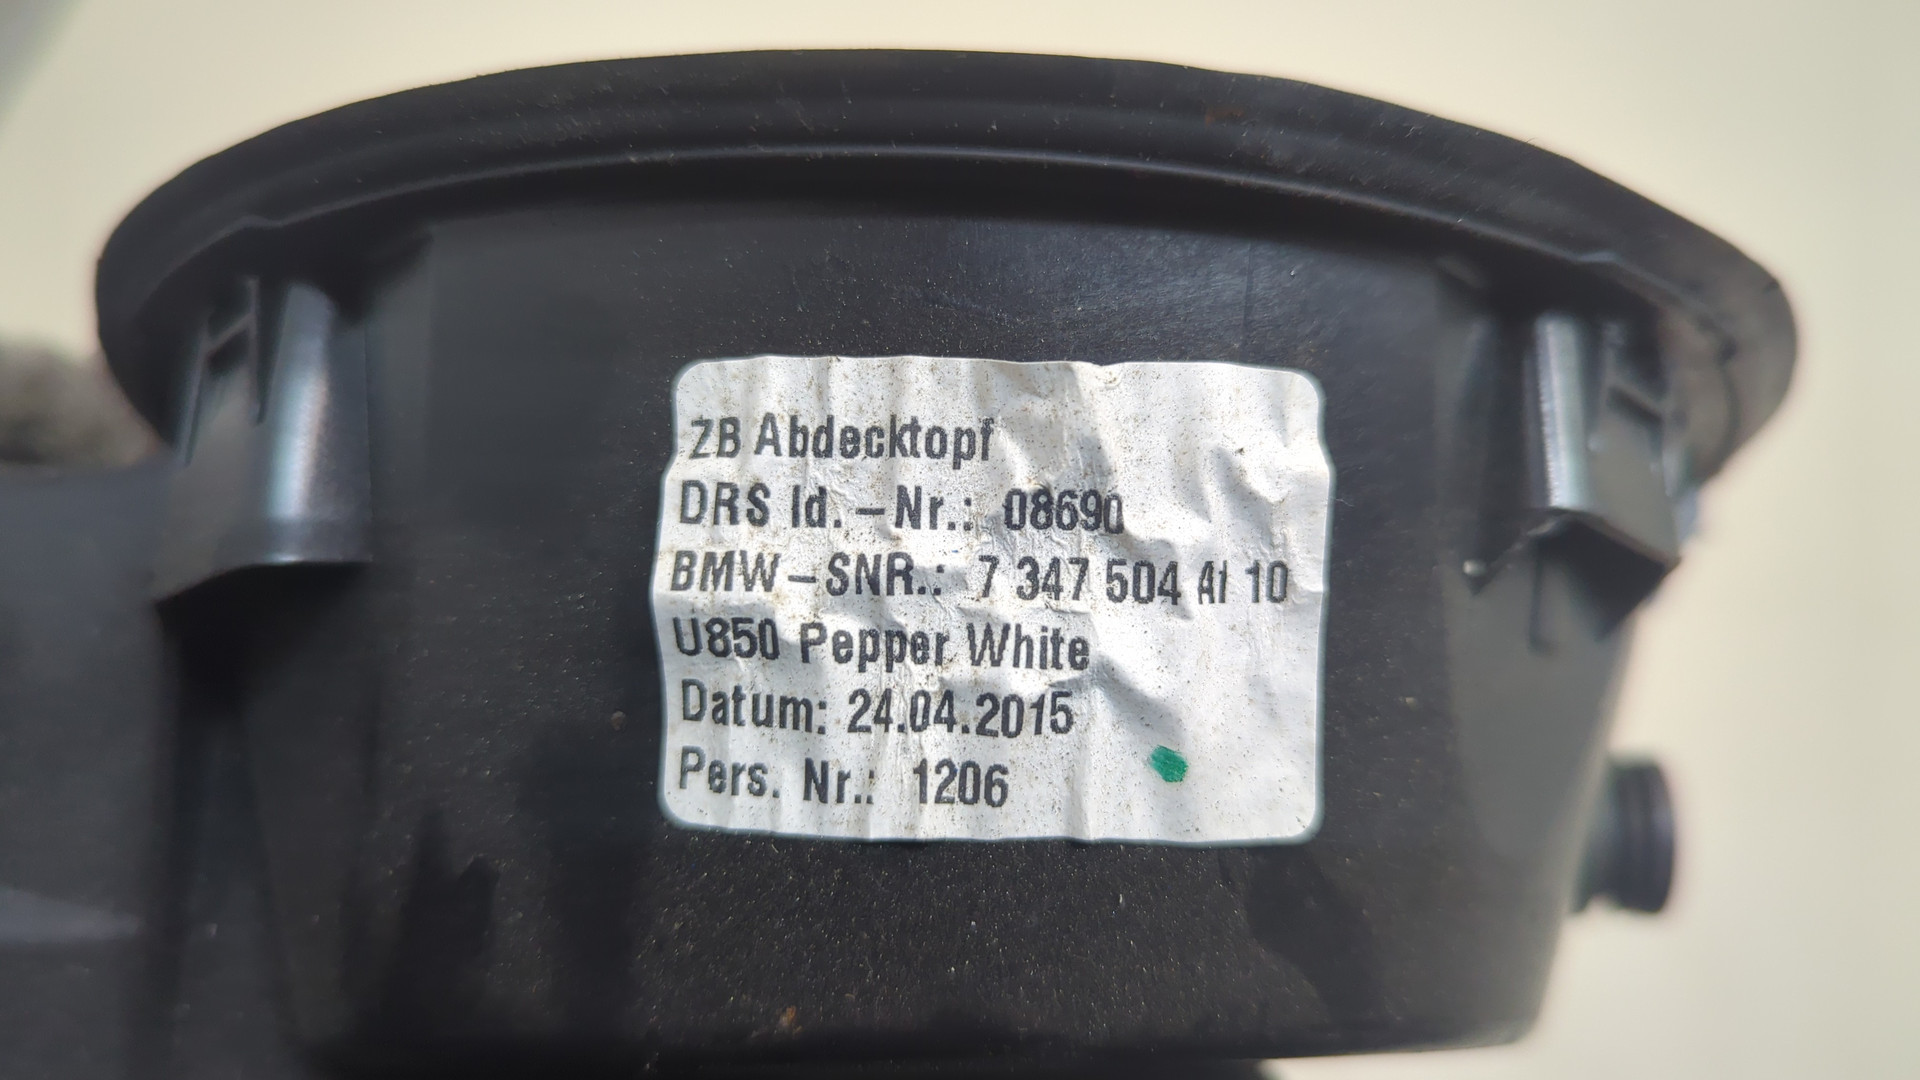 ZB Abdecktopf
DRS Id.-Nr.: 08690
BMW-SNR.: 7 347 504 AI 10
U850 Pepper White
Datum: 24.04.2015
Pers. Nr.: 1206